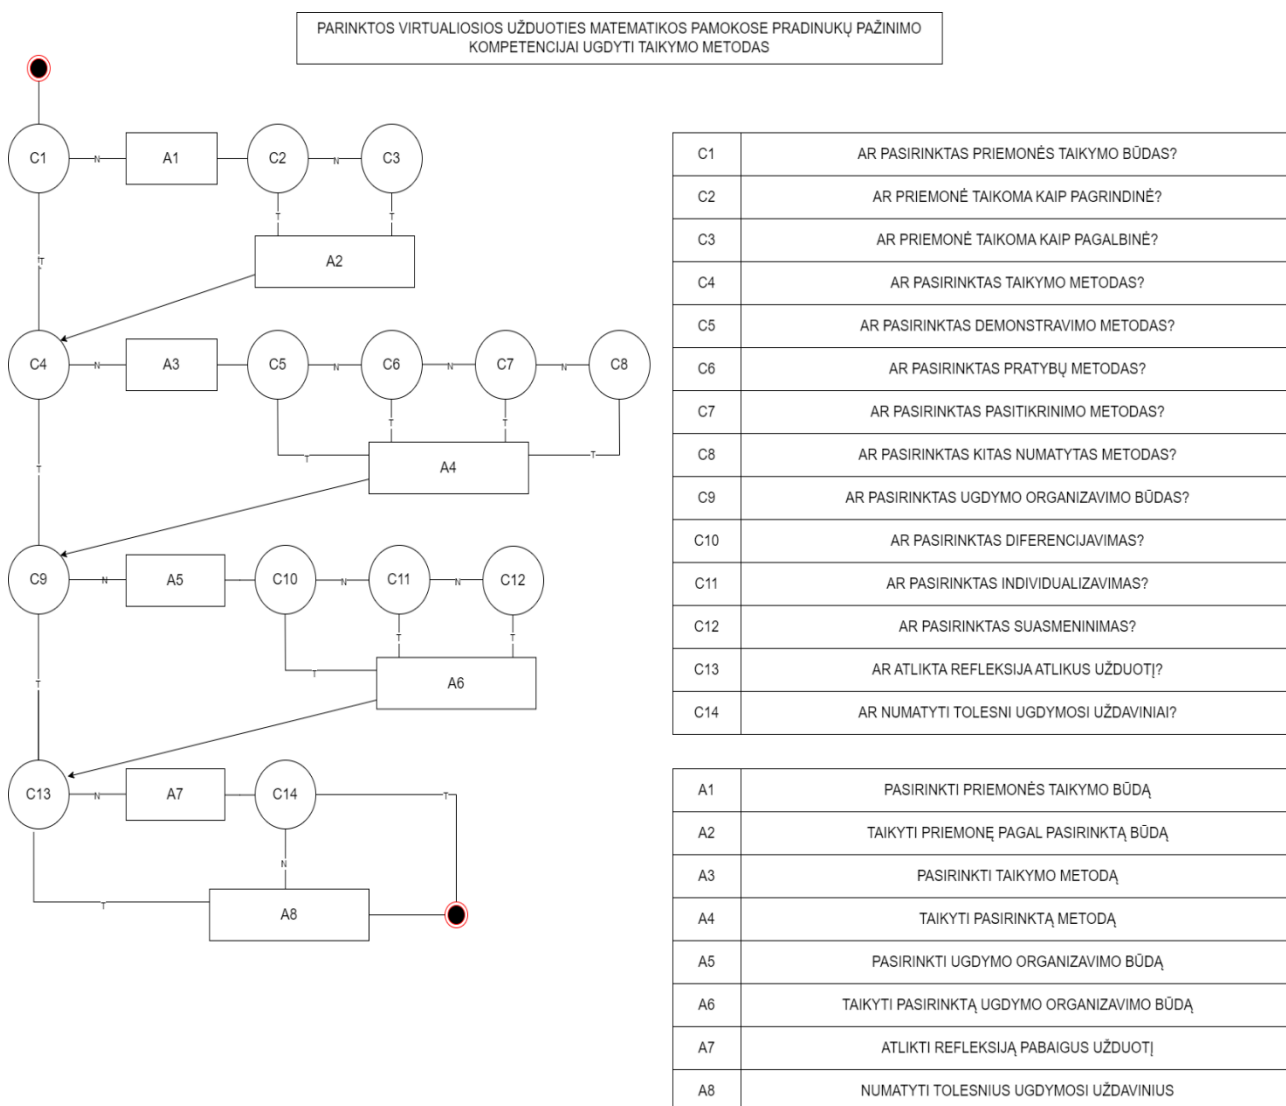 PARINKTOS VIRTUALIOSIOS UŽDUOTIES MATEMATIKOS PAMOKOSE PRADINUKŲ PAŽINIMO
KOMPETENCIJAI UGDYTI TAIKYMO METODAS
C1 N A1 C2 N C3
T T
T
A2
C4 N A3 C5 N C6 N C7 N C8
T T
T T
T
A4
C9 N A5 C10 N C11 N C12
T T
T
T
A6
C13 N A7 C14 T
N
T A8
C1 AR PASIRINKTAS PRIEMONĖS TAIKYMO BŪDAS?
C2 AR PRIEMONĖ TAIKOMA KAIP PAGRINDINĖ?
C3 AR PRIEMONĖ TAIKOMA KAIP PAGALBINĖ?
C4 AR PASIRINKTAS TAIKYMO METODAS?
C5 AR PASIRINKTAS DEMONSTRAVIMO METODAS?
C6 AR PASIRINKTAS PRATYBŲ METODAS?
C7 AR PASIRINKTAS PASITIKRINIMO METODAS?
C8 AR PASIRINKTAS KITAS NUMATYTAS METODAS?
C9 AR PASIRINKTAS UGDYMO ORGANIZAVIMO BŪDAS?
C10 AR PASIRINKTAS DIFERENCIJAVIMAS?
C11 AR PASIRINKTAS INDIVIDUALIZAVIMAS?
C12 AR PASIRINKTAS SUASMENINIMAS?
C13 AR ATLIKTA REFLEKSIJA ATLIKUS UŽDUOTĮ?
C14 AR NUMATYTI TOLESNI UGDYMOSI UŽDAVINIAI?
A1 PASIRINKTI PRIEMONĖS TAIKYMO BŪDĄ
A2 TAIKYTI PRIEMONĘ PAGAL PASIRINKTĄ BŪDĄ
A3 PASIRINKTI TAIKYMO METODĄ
A4 TAIKYTI PASIRINKTĄ METODĄ
A5 PASIRINKTI UGDYMO ORGANIZAVIMO BŪDĄ
A6 TAIKYTI PASIRINKTĄ UGDYMO ORGANIZAVIMO BŪDĄ
A7 ATLIKTI REFLEKSIJĄ PABAIGUS UŽDUOTĮ
A8 NUMATYTI TOLESNIUS UGDYMOSI UŽDAVINIUS